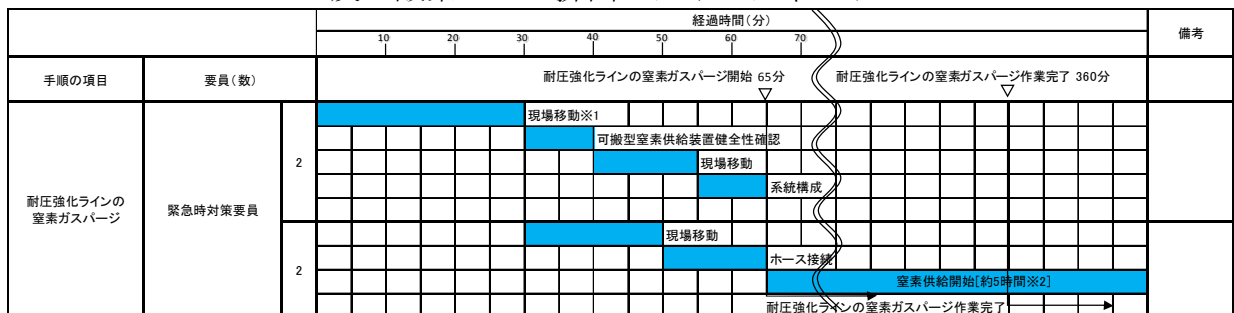 経過時間(分)
備考
10 20 30 40 50 60 70
手順の項目 要員(数)
耐圧強化ラインの窒素ガスパージ開始 65分
耐圧強化ラインの窒素ガスパージ作業完了 360分
▽ ▽
耐圧強化ラインの
窒素ガスパージ
緊急時対策要員
2
現場移動※1
可搬型窒素供給装置健全性確認
現場移動
系統構成
2
現場移動
ホース接続
窒素供給開始[約5時間※2]
耐圧強化ラインの窒素ガスパージ作業完了